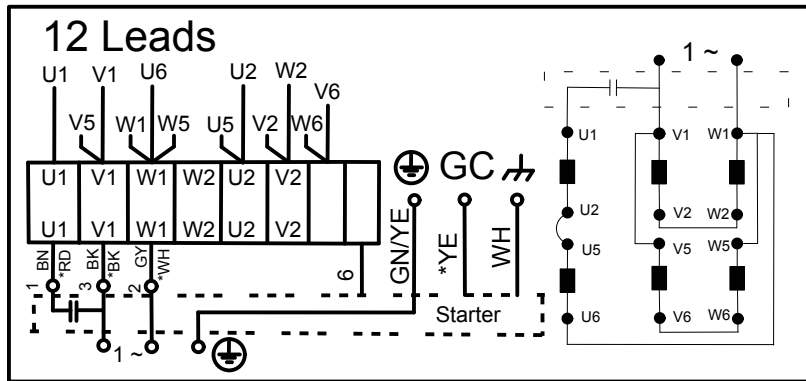 12 Leads
U1 V1 U6 U2 W2 V6
V5 W1 W5 U5 V2 W6
U1 V1 W1 W2 U2 V2
U1 V1 W1 W2 U2 V2
BN *RD BK *BK GY *WH 6 GN/YE *YE WH
GC
1 3 2
Starter
1 ~
1 ~
U1 V1 W1
U2 V2 W2
U5 V5 W5
U6 V6 W6